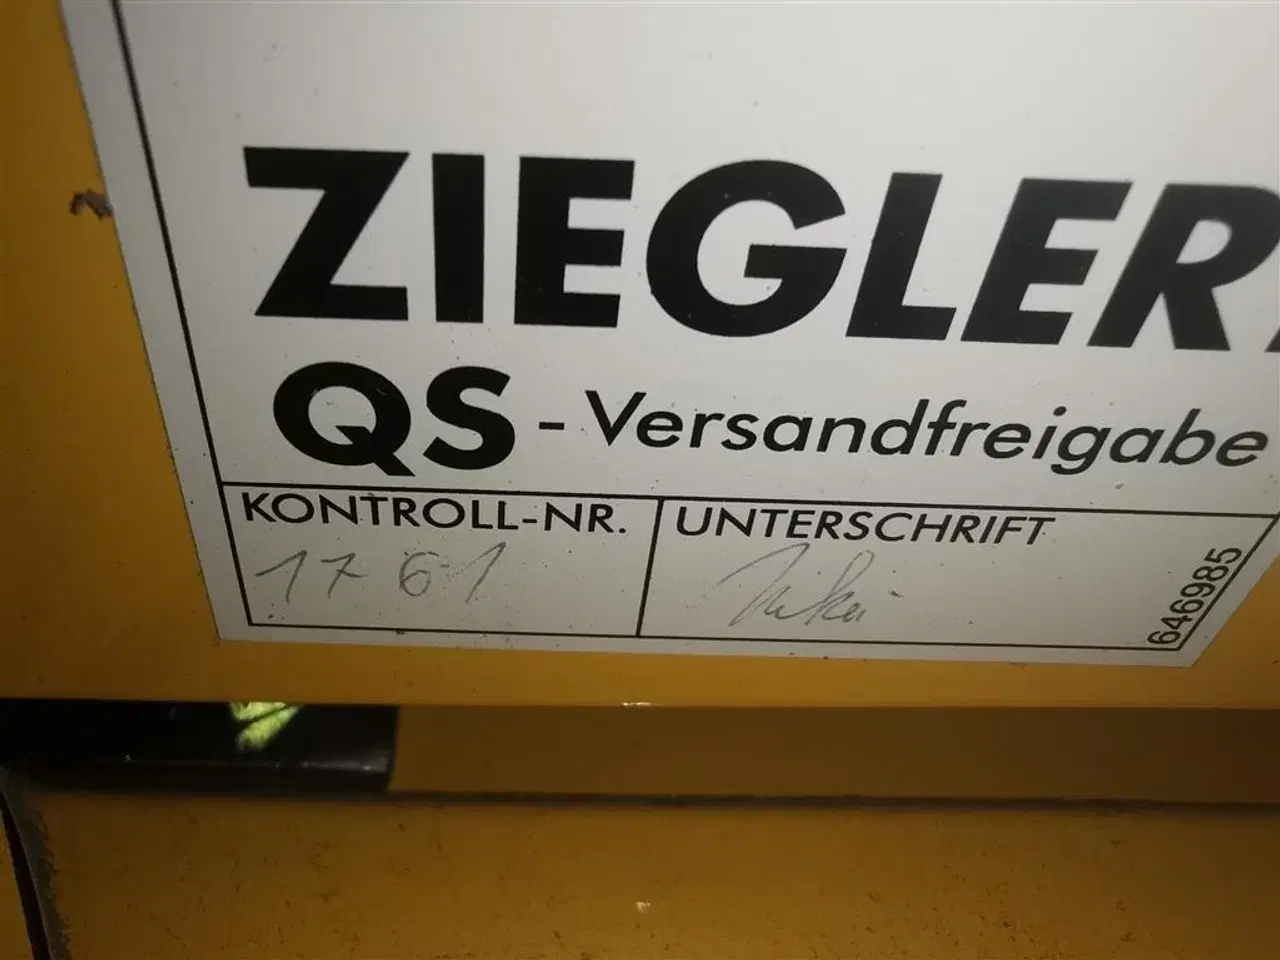 ZIEGLER
QS - Versandfreigabe
KONTROLL-NR.
UNTERSCHRIFT
1761
646985